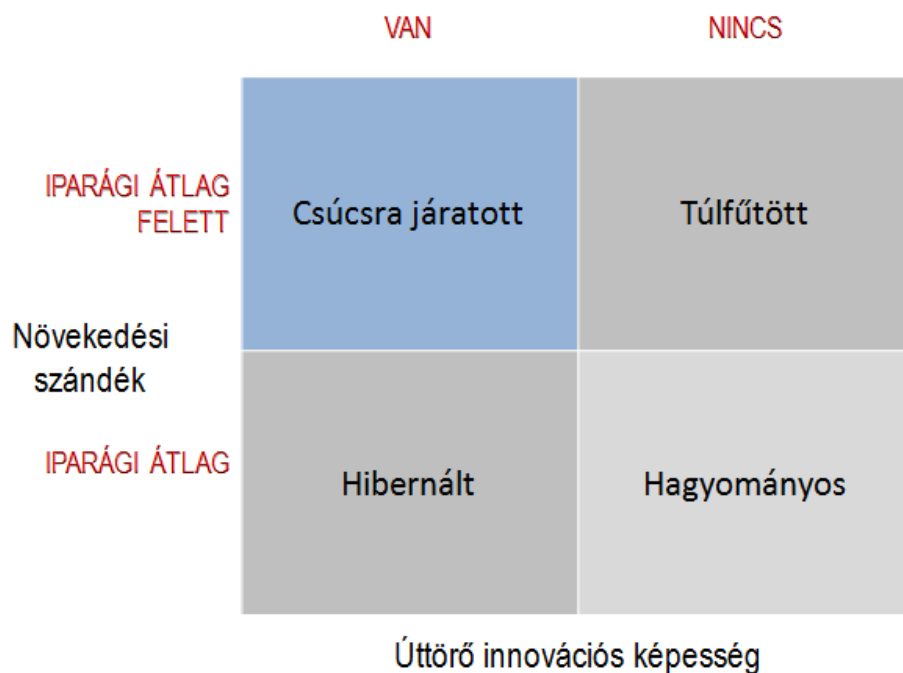 VAN NINCS
IPARÁGI ÁTLAG
FELETT
Csúcsra járatott Túlfűtött
Növekedési
szándék
IPARÁGI ÁTLAG
Hibernált Hagyományos
Úttörő innovációs képesség